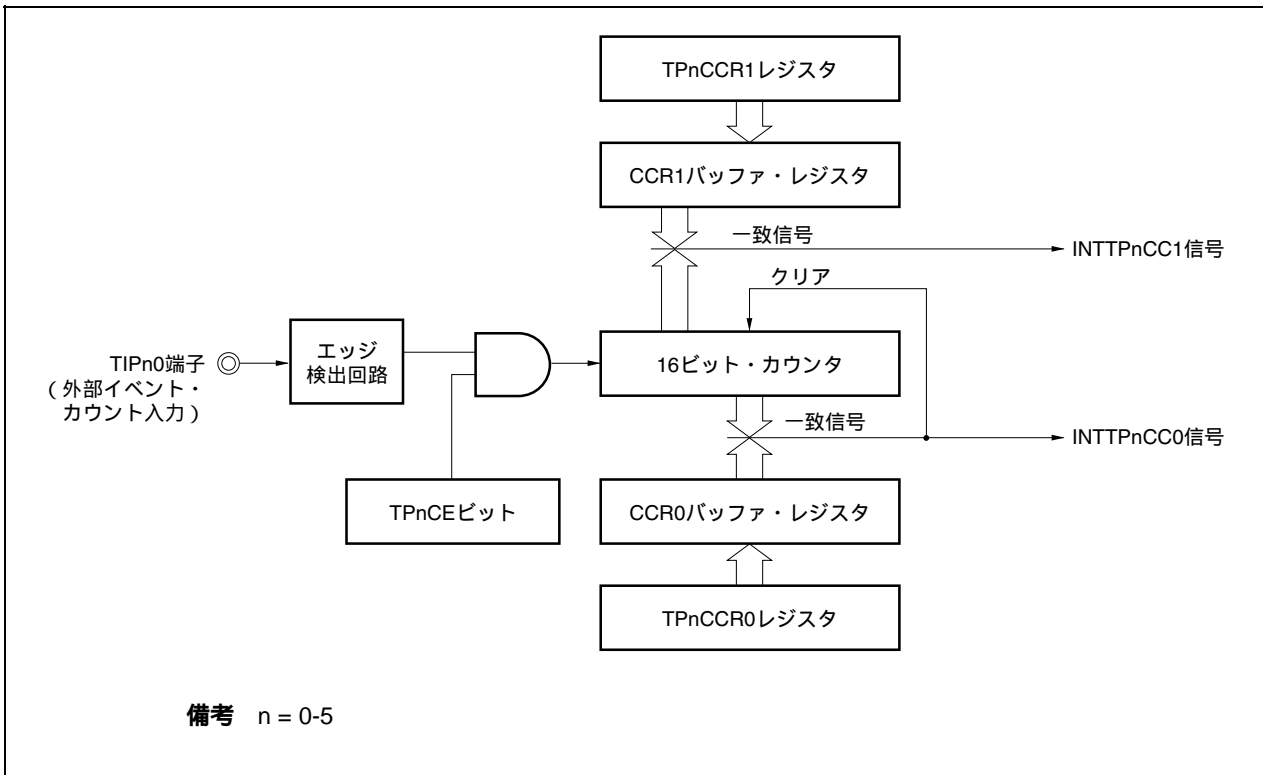 TPnCCR1レジスタ
CCR1バッファ・レジスタ
一致信号
INTTPnCC1信号
クリア
TIPn0端子
(外部イベント・
カウント入力)
エッジ
検出回路
16ビット・カウンタ
一致信号
INTTPnCC0信号
TPnCEビット
CCR0バッファ・レジスタ
TPnCCR0レジスタ
備考 n = 0-5